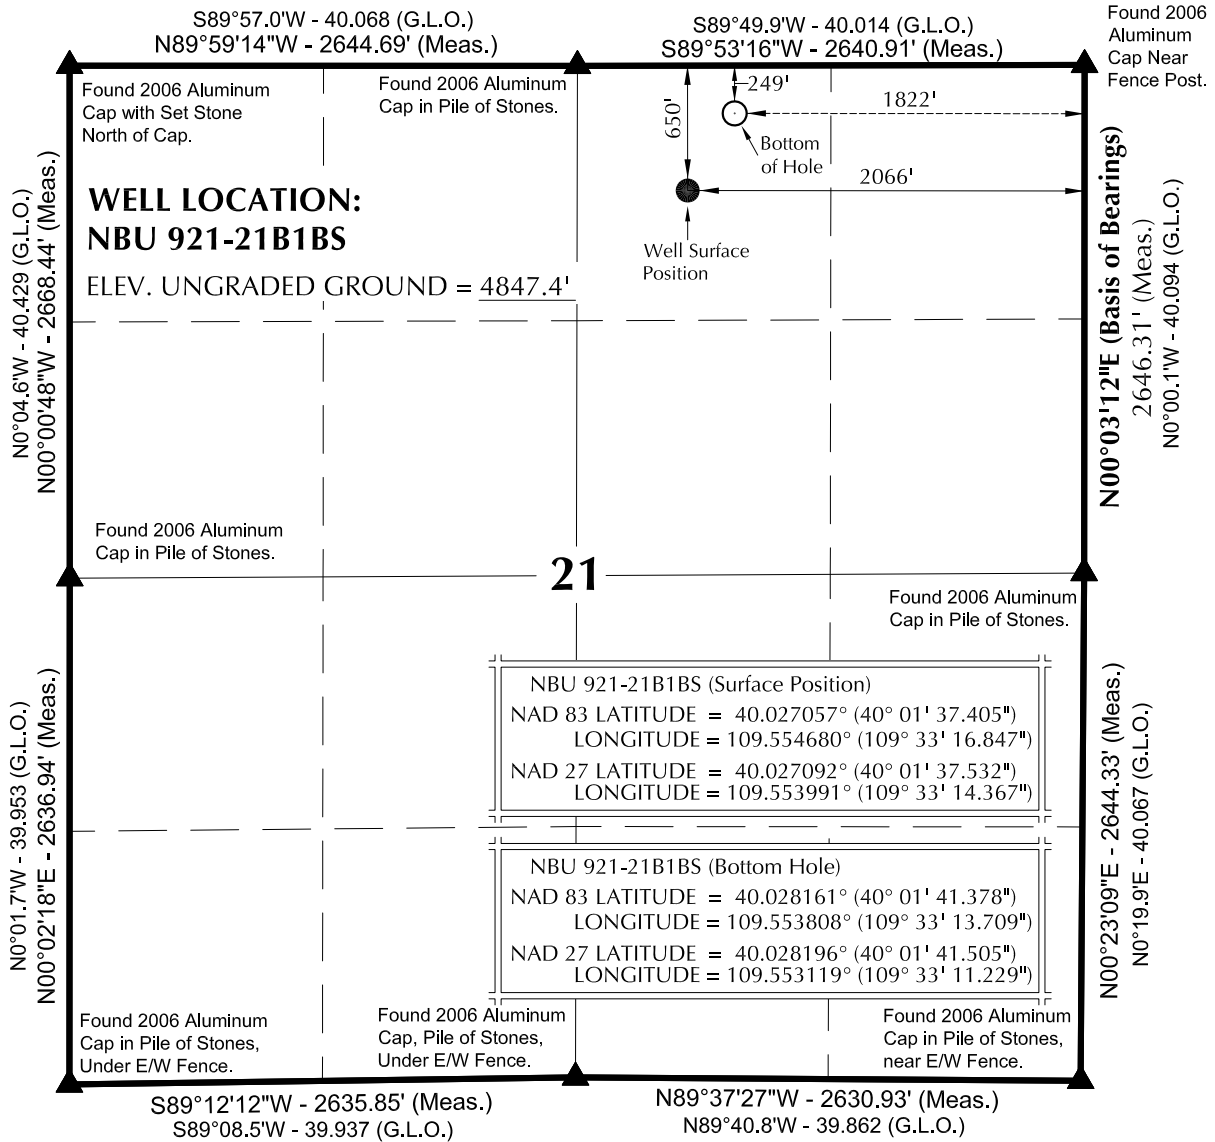 S89°57.0'W - 40.068 (G.L.O.)
N89°59'14"W - 2644.69' (Meas.)
S89°49.9'W - 40.014 (G.L.O.)
S89°53'16"W - 2640.91' (Meas.)
Found 2006
Aluminum
Cap Near
Fence Post.
Found 2006 Aluminum
Cap with Set Stone
North of Cap.
Found 2006 Aluminum
Cap in Pile of Stones.
249'
1822'
650'
Bottom
of Hole
2066'
Well Surface
Position
WELL LOCATION:
NBU 921-21B1BS
ELEV. UNGRADED GROUND = 4847.4'
N0°04.6'W - 40.429 (G.L.O.)
N00°00'48"W - 2668.44' (Meas.)
N00°03'12"E (Basis of Bearings)
2646.31' (Meas.)
N0°00.1'W - 40.094 (G.L.O.)
Found 2006 Aluminum
Cap in Pile of Stones.
21
Found 2006 Aluminum
Cap in Pile of Stones.
NBU 921-21B1BS (Surface Position)
NAD 83 LATITUDE = 40.027057° (40° 01' 37.405")
LONGITUDE = 109.554680° (109° 33' 16.847")
NAD 27 LATITUDE = 40.027092° (40° 01' 37.532")
LONGITUDE = 109.553991° (109° 33' 14.367")
NBU 921-21B1BS (Bottom Hole)
NAD 83 LATITUDE = 40.028161° (40° 01' 41.378")
LONGITUDE = 109.553808° (109° 33' 13.709")
NAD 27 LATITUDE = 40.028196° (40° 01' 41.505")
LONGITUDE = 109.553119° (109° 33' 11.229")
N0°01.7'W - 39.953 (G.L.O.)
N00°02'18"E - 2636.94' (Meas.)
N00°23'09"E - 2644.33' (Meas.)
N0°19.9'E - 40.067 (G.L.O.)
Found 2006 Aluminum
Cap in Pile of Stones,
Under E/W Fence.
Found 2006 Aluminum
Cap, Pile of Stones,
Under E/W Fence.
Found 2006 Aluminum
Cap in Pile of Stones,
near E/W Fence.
S89°12'12"W - 2635.85' (Meas.)
S89°08.5'W - 39.937 (G.L.O.)
N89°37'27"W - 2630.93' (Meas.)
N89°40.8'W - 39.862 (G.L.O.)